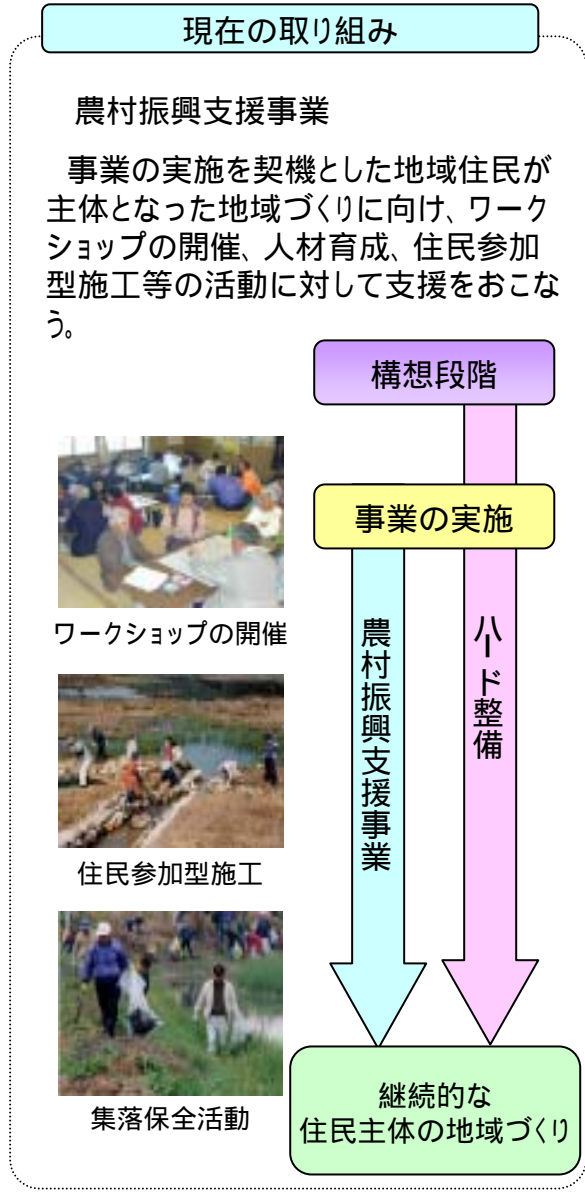 現在の取り組み
農村振興支援事業
事業の実施を契機とした地域住民が
主体となった地域づくりに向け、ワーク
ショップの開催、人材育成、住民参加
型施工等の活動に対して支援をおこな
う。
構想段階
事業の実施
ワークショップの開催
農村振興支援事業
ハード整備
住民参加型施工
集落保全活動
継続的な
住民主体の地域づくり